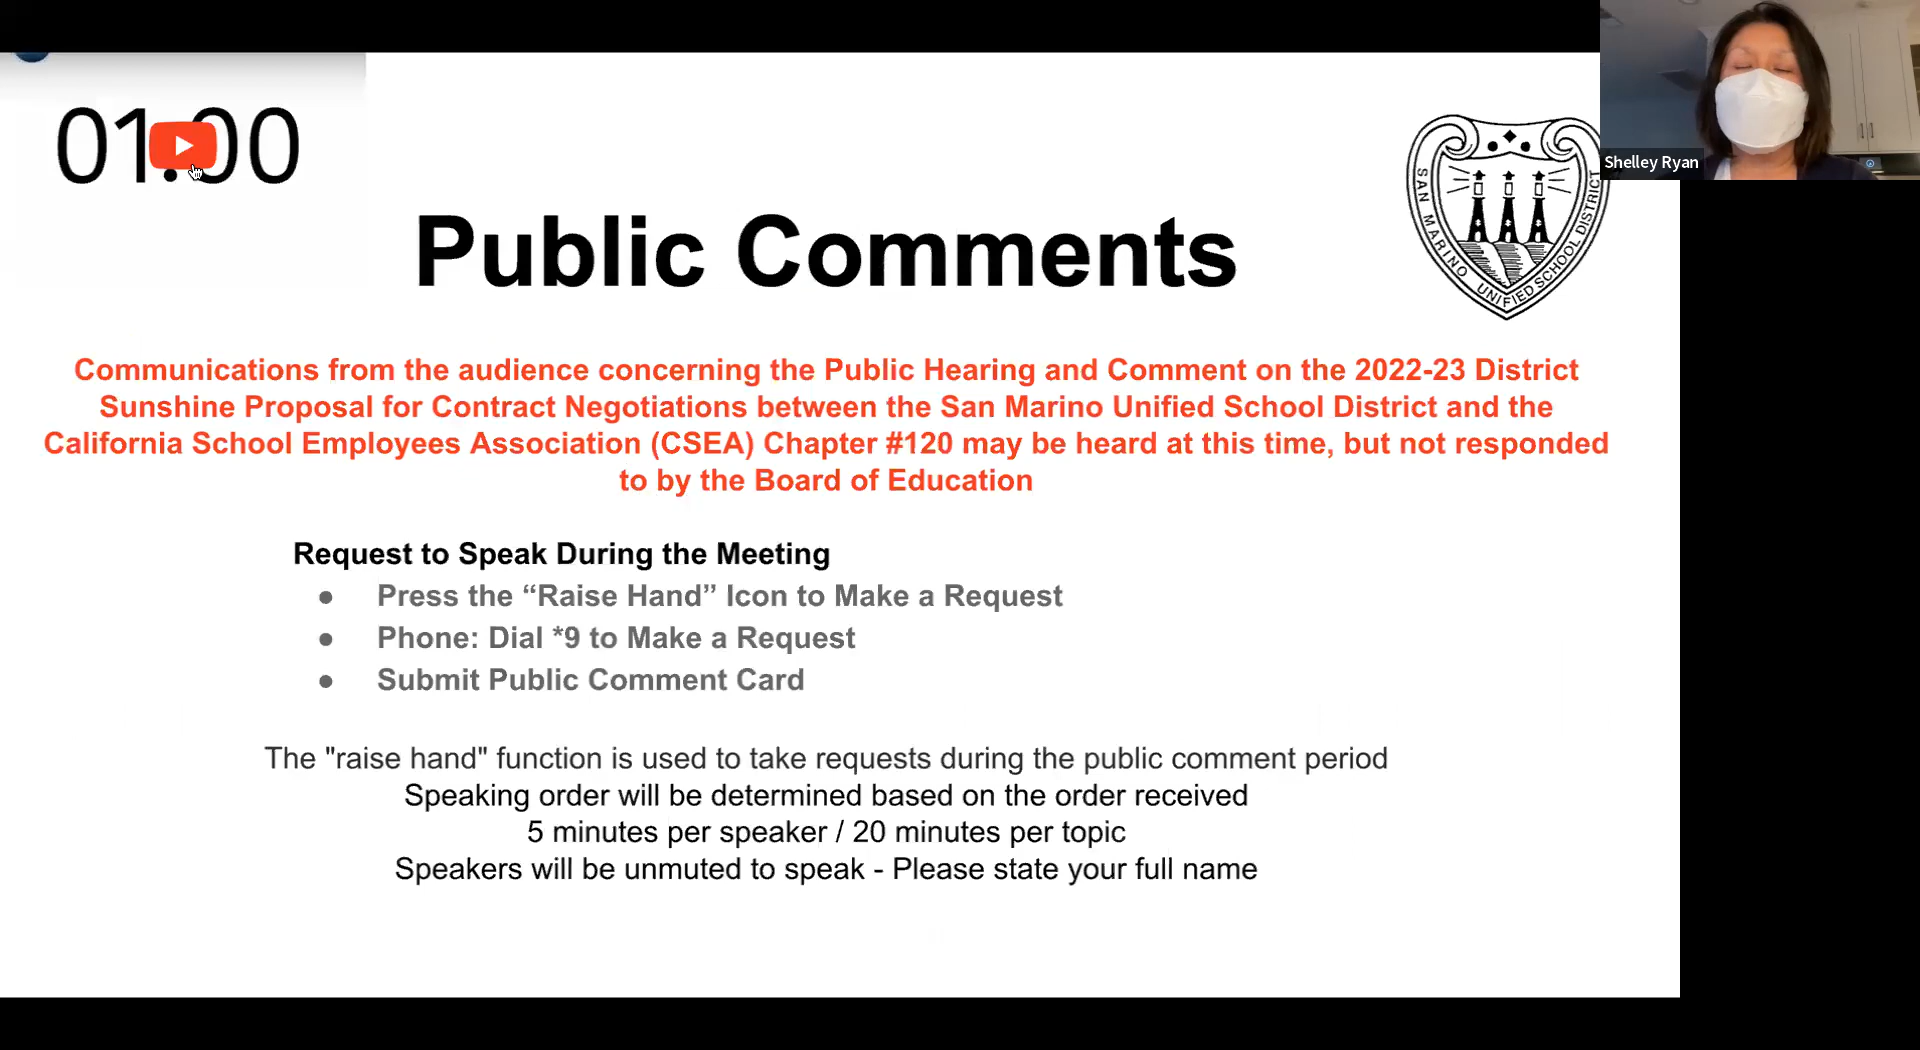 01:00
Shelley Ryan
SAN MARINO UNIFIED SCHOOL DISTRICT
Public Comments
Communications from the audience concerning the Public Hearing and Comment on the 2022-23 District
Sunshine Proposal for Contract Negotiations between the San Marino Unified School District and the
California School Employees Association (CSEA) Chapter #120 may be heard at this time, but not responded
to by the Board of Education
Request to Speak During the Meeting
● Press the “Raise Hand” Icon to Make a Request
● Phone: Dial *9 to Make a Request
● Submit Public Comment Card
The "raise hand" function is used to take requests during the public comment period
Speaking order will be determined based on the order received
5 minutes per speaker / 20 minutes per topic
Speakers will be unmuted to speak - Please state your full name